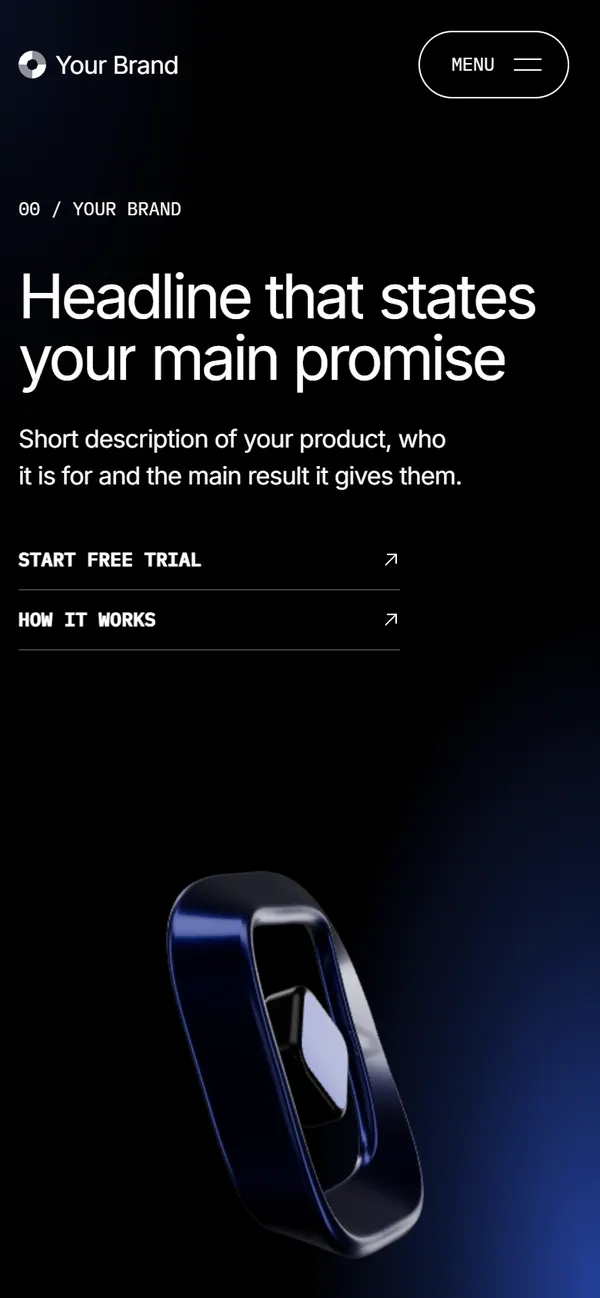 Your Brand
MENU
00 / YOUR BRAND
Headline that states
your main promise
Short description of your product, who
it is for and the main result it gives them.
START FREE TRIAL
HOW IT WORKS